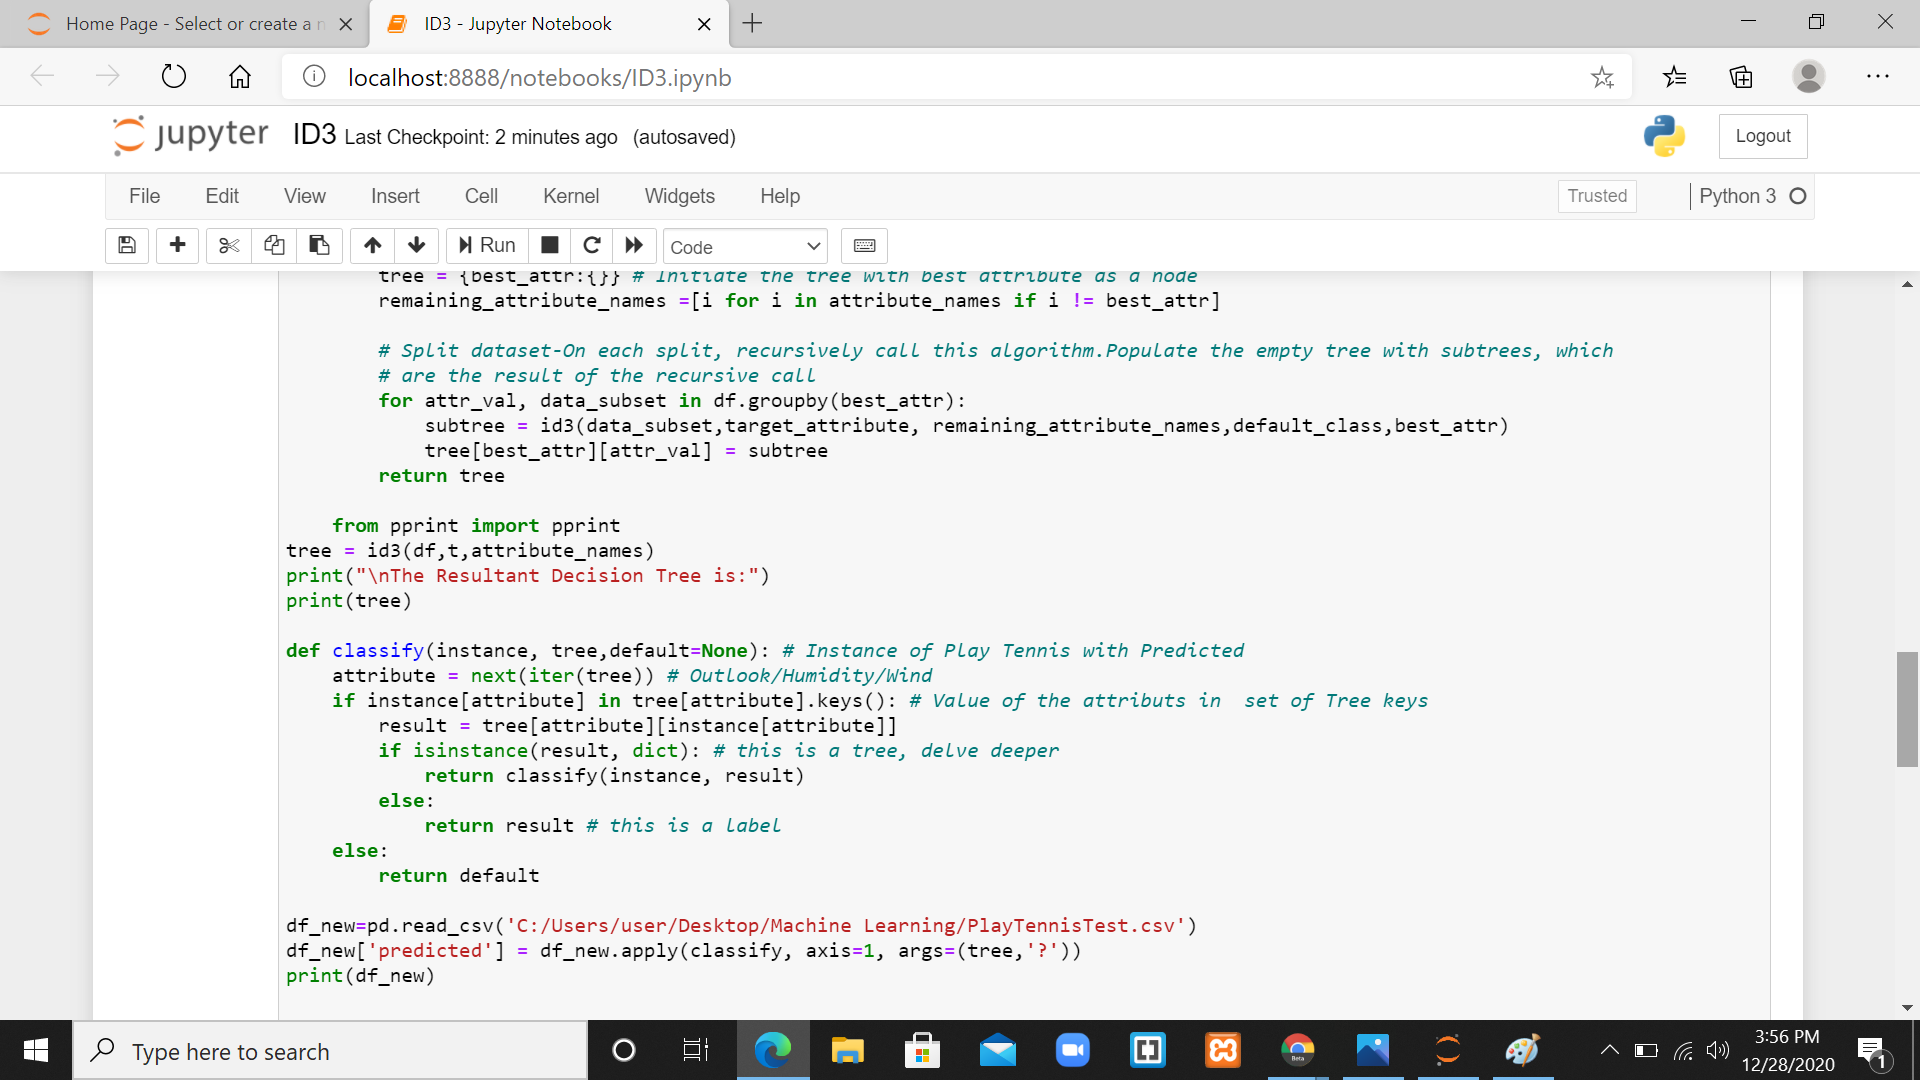 Home Page - Select or create a n
ID3 - Jupyter Notebook
localhost:8888/notebooks/ID3.ipynb
jupyter ID3 Last Checkpoint: 2 minutes ago (autosaved)
Logout
File Edit View Insert Cell Kernel Widgets Help
Trusted
Python 3
Run
Code
        tree = {best_attr:{}} # Initiate the tree with best attribute as a node
        remaining_attribute_names =[i for i in attribute_names if i != best_attr]
        # Split dataset-On each split, recursively call this algorithm.Populate the empty tree with subtrees, which
        # are the result of the recursive call
        for attr_val, data_subset in df.groupby(best_attr):
            subtree = id3(data_subset,target_attribute, remaining_attribute_names,default_class,best_attr)
            tree[best_attr][attr_val] = subtree
        return tree
    from pprint import pprint
tree = id3(df,t,attribute_names)
print("\nThe Resultant Decision Tree is:")
print(tree)
def classify(instance, tree,default=None): # Instance of Play Tennis with Predicted
    attribute = next(iter(tree)) # Outlook/Humidity/Wind
    if instance[attribute] in tree[attribute].keys(): # Value of the attributs in  set of Tree keys
        result = tree[attribute][instance[attribute]]
        if isinstance(result, dict): # this is a tree, delve deeper
            return classify(instance, result)
        else:
            return result # this is a label
    else:
        return default
df_new=pd.read_csv('C:/Users/user/Desktop/Machine Learning/PlayTennisTest.csv')
df_new['predicted'] = df_new.apply(classify, axis=1, args=(tree,'?'))
print(df_new)
Type here to search
Beta
3:56 PM
12/28/2020
1